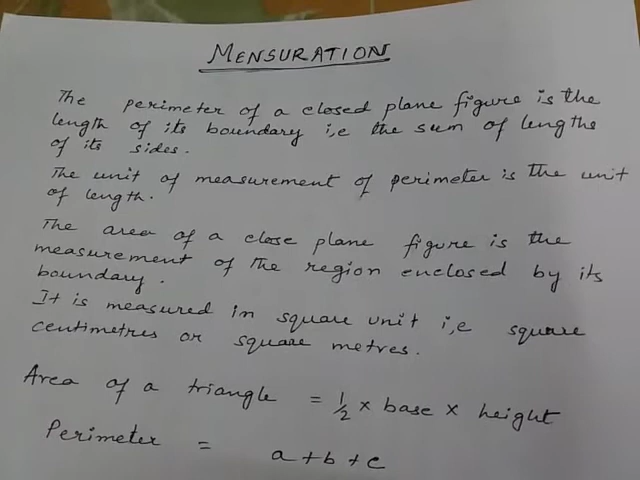 MENSURATION
The perimeter of a closed plane figure is the
length of its boundary i,e the sum of lengths
of its sides.
The unit of measurement of perimeter is the unit
of length.
The area of a close plane figure is the
measurement of the region enclosed by its
boundary.
It is measured in square unit i,e square
centimetres or square metres.
Area of a triangle = 1/2 x base x height
Perimeter = a+b+c